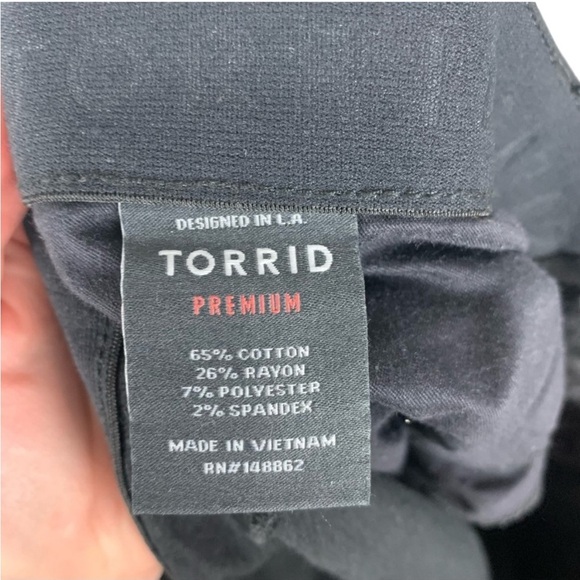 DESIGNED IN L.A.
TORRID
PREMIUM
65% COTTON
26% RAYON
7% POLYESTER
2% SPANDEX
MADE IN VIETNAM
RN#148862